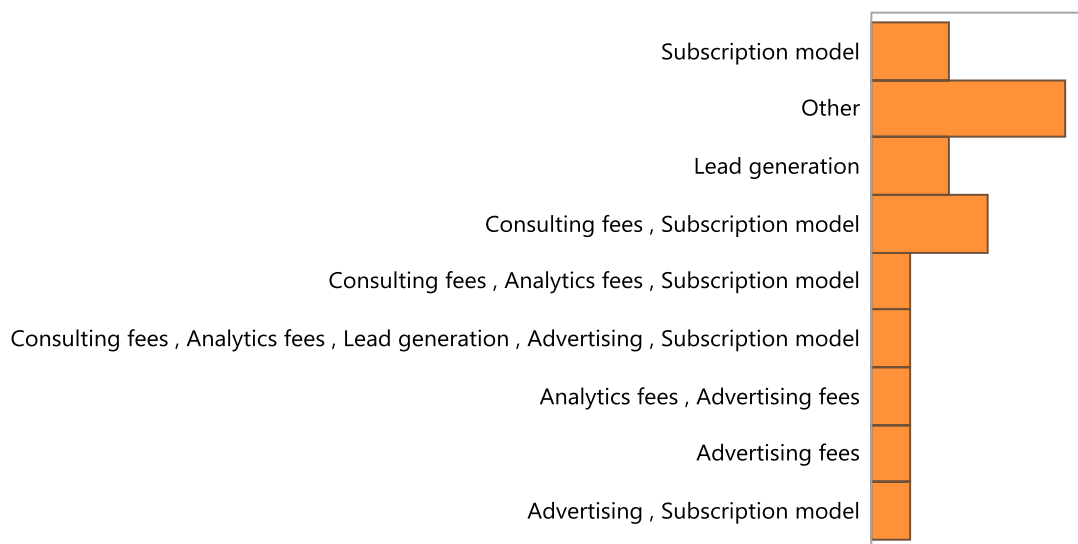 Subscription model
Other
Lead generation
Consulting fees , Subscription model
Consulting fees , Analytics fees , Subscription model
Consulting fees , Analytics fees , Lead generation , Advertising , Subscription model
Analytics fees , Advertising fees
Advertising fees
Advertising , Subscription model